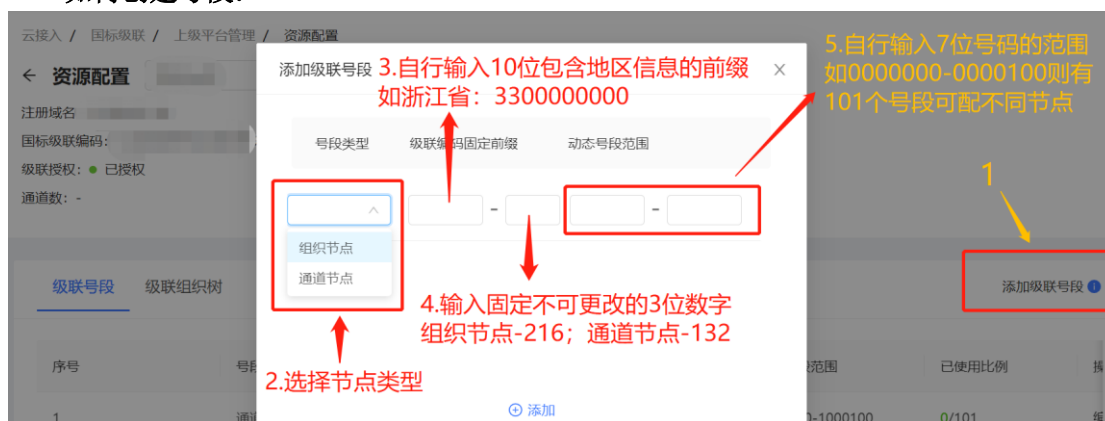 云接入 / 国标级联 / 上级平台管理 / 资源配置
← 资源配置
注册域名
国标级联编码:
级联授权: 已授权
通道数: -
添加级联号段
3.自行输入10位包含地区信息的前缀
如浙江省：3300000000
5.自行输入7位号码的范围
如0000000-0000100则有
101个号段可配不同节点
号段类型 级联编码固定前缀 动态号段范围
- -
组织节点
通道节点
1
级联号段 级联组织树
添加级联号段
4.输入固定不可更改的3位数字
组织节点-216；通道节点-132
2.选择节点类型
序号 范围 已使用比例
添加
1 -1000100 0/101